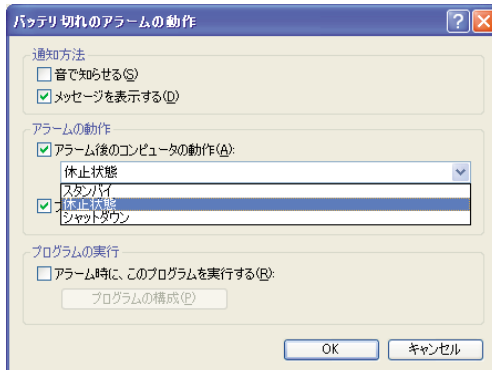 バッテリ切れのアラームの動作
通知方法
音で知らせる(S)
メッセージを表示する(D)
アラームの動作
アラーム後のコンピュータの動作(A):
休止状態
スタンバイ
休止状態
シャットダウン
プログラムの実行
アラーム時に、このプログラムを実行する(R):
プログラムの構成(P)
OK キャンセル